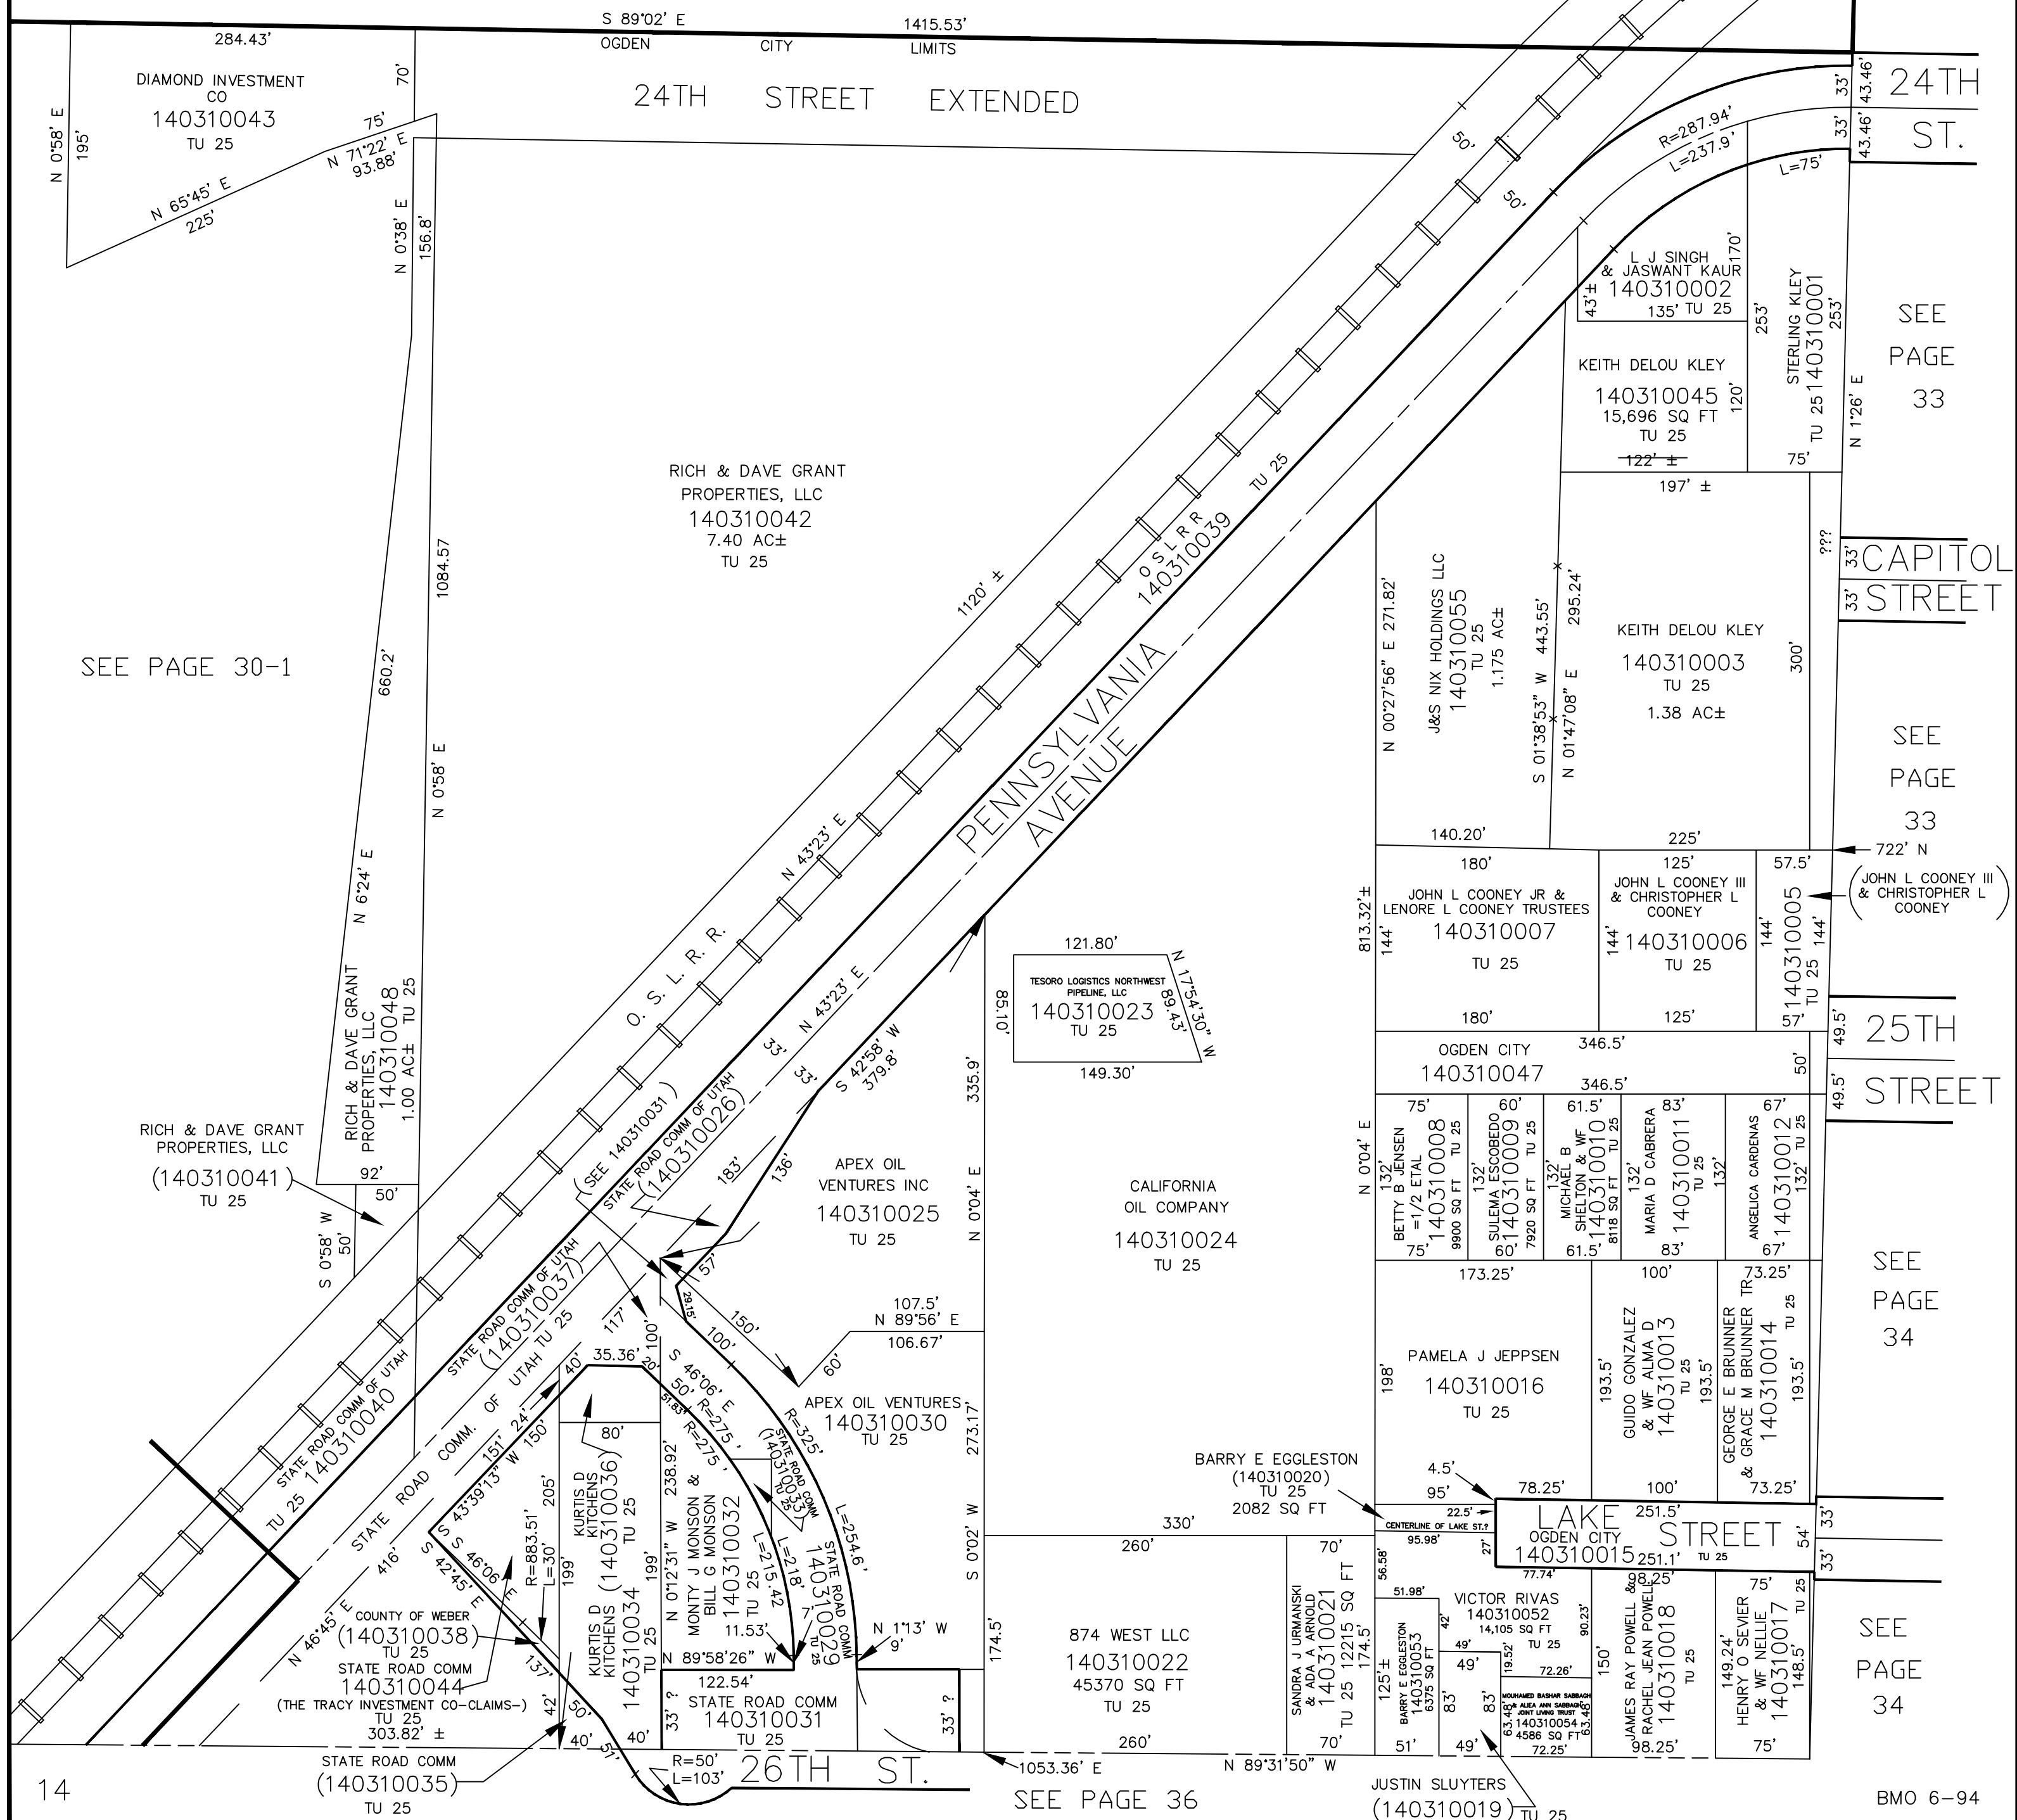 S 89°02' E
1415.53'
284.43'
OGDEN CITY LIMITS
DIAMOND INVESTMENT
CO
140310043
TU 25
N 0°58' E
195'
70'
75'
N 71°22' E
93.88'
N 65°45' E
225'
24TH STREET EXTENDED
50'
50'
R=287.94'
L=237.9'
L=75'
33'
43.46'
33'
43.46'
24TH
ST.
N 0°38' E
156.8'
L J SINGH
& JASWANT KAUR
140310002
135' TU 25
43'±
170'
253'
STERLING KLEY
TU 25 140310001
253'
N 1°26' E
SEE
PAGE
33
KEITH DELOU KLEY
140310045
15,696 SQ FT
TU 25
122' ±
120'
75'
197' ±
RICH & DAVE GRANT
PROPERTIES, LLC
140310042
7.40 AC±
TU 25
1084.57
660.2'
N 0°58' E
N 6°24' E
SEE PAGE 30-1
1120' ±
O S L R R
140310039
TU 25
N 43°23' E
O. S. L. R. R.
PENNSYLVANIA
AVENUE
N 00°27'56" E 271.82'
J&S NIX HOLDINGS LLC
140310055
TU 25
1.175 AC±
S 01°38'53" W 443.55'
N 01°47'08" E 295.24'
KEITH DELOU KLEY
140310003
TU 25
1.38 AC±
300'
???
33'
33'
CAPITOL
STREET
SEE
PAGE
33
140.20'
225'
722' N
180'
JOHN L COONEY JR &
LENORE L COONEY TRUSTEES
140310007
TU 25
180'
813.32'±
144'
125'
JOHN L COONEY III
& CHRISTOPHER L
COONEY
140310006
TU 25
125'
144'
57.5'
144'
140310005
TU 25
144'
57'
(JOHN L COONEY III
& CHRISTOPHER L
COONEY)
49.5'
49.5'
25TH
STREET
346.5'
OGDEN CITY
140310047
346.5'
50'
121.80'
TESORO LOGISTICS NORTHWEST
PIPELINE, LLC
140310023
TU 25
149.30'
85.10'
N 17°54'30" W
89.43'
RICH & DAVE GRANT
PROPERTIES, LLC
140310048
1.00 AC± TU 25
92'
50'
RICH & DAVE GRANT
PROPERTIES, LLC
(140310041)
TU 25
S 0°58' W
50'
N 43°23' E
33'
33'
S 42°58' W
379.8'
335.9'
N 0°04' E
(SEE 140310031)
STATE ROAD COMM OF UTAH
(140310026)
183'
136'
APEX OIL
VENTURES INC
140310025
TU 25
CALIFORNIA
OIL COMPANY
140310024
TU 25
N 0°04' E
75'
132'
BETTY B JENSEN
=1/2 ETAL
140310008
9900 SQ FT TU 25
75'
60'
132'
SULEMA ESCOBEDO
140310009
7920 SQ FT TU 25
60'
61.5'
132'
MICHAEL B
SHELTON & WF
140310010
8118 SQ FT TU 25
61.5'
83'
132'
MARIA D CABRERA
140310011
TU 25
132'
83'
67'
ANGELICA CARDENAS
140310012
132' TU 25
67'
SEE
PAGE
34
STATE ROAD COMM OF UTAH
(140310037)
STATE ROAD COMM. OF UTAH TU 25
117'
57'
29.15'
150'
100'
100'
60'
107.5'
N 89°56' E
106.67'
STATE ROAD COMM OF UTAH
140310040
TU 25
416'
N 46°45' E
40'
35.36'
20'
24'
151'
150'
S 43°39'13" W
S 46°06' E
50'
51.83'
R=275'
R=275'
R=325'
L=254.6'
L=218'
L=215.42
APEX OIL VENTURES
140310030
TU 25
273.17'
S 0°02' W
STATE ROAD COMM
(140310033)
TU 25
STATE ROAD COMM
140310029
TU 25
80'
KURTIS D
KITCHENS
(140310036)
TU 25
205'
199'
R=883.51'
L=30'
KURTIS D
KITCHENS
140310034
TU 25
199'
238.92'
N 0°12'31" W
MONTY J MONSON &
BILL G MONSON
140310032
TU 25
11.53'
7'
N 89°58'26" W
122.54'
N 1°13' W
9'
S 46°06 E
S 42°45' E
137'
50'
51'
COUNTY OF WEBER
(140310038)
TU 25
STATE ROAD COMM
140310044
(THE TRACY INVESTMENT CO-CLAIMS-)
TU 25
303.82' ±
STATE ROAD COMM
(140310035)
TU 25
42'
40'
40'
33' ?
STATE ROAD COMM
140310031
TU 25
33' ?
R=50'
L=103'
26TH ST.
173.25'
PAMELA J JEPPSEN
140310016
TU 25
198'
100'
193.5'
GUIDO GONZALEZ
& WF ALMA D
140310013
TU 25
193.5'
73.25'
GEORGE E BRUNNER
& GRACE M BRUNNER TR
140310014
TU 25
193.5'
BARRY E EGGLESTON
(140310020)
TU 25
2082 SQ FT
4.5'
95'
78.25'
100'
73.25'
22.5'
CENTERLINE OF LAKE ST.?
95.98'
27'
LAKE STREET
251.5'
OGDEN CITY
140310015
251.1'
TU 25
54'
33'
33'
330'
260'
70'
174.5'
874 WEST LLC
140310022
45370 SQ FT
TU 25
260'
SANDRA J URMANSKI
& ADA A ARNOLD
140310021
TU 25 12215 SQ FT
174.5'
70'
56.58'
51.98'
125'±
BARRY E EGGLESTON
140310053
6375 SQ FT
51'
77.74'
VICTOR RIVAS
140310052
14,105 SQ FT
TU 25
42'
90.23'
49'
49'
19.52'
72.26'
83'
83'
49'
MOUHAMED BASHAR SABBAGH
& ALIEA ANN SABBAGH
JOINT LIVING TRUST
140310054
4586 SQ FT
63.48'
63.48'
72.25'
98.25'
150'
JAMES RAY POWELL &
RACHEL JEAN POWELL
140310018
TU 25
98.25'
75'
149.24'
HENRY O SEVIER
& WF NELLIE
140310017
TU 25
148.5'
75'
SEE
PAGE
34
1053.36' E
N 89°31'50" W
SEE PAGE 36
JUSTIN SLUYTERS
(140310019)
TU 25
14
BMO 6-94